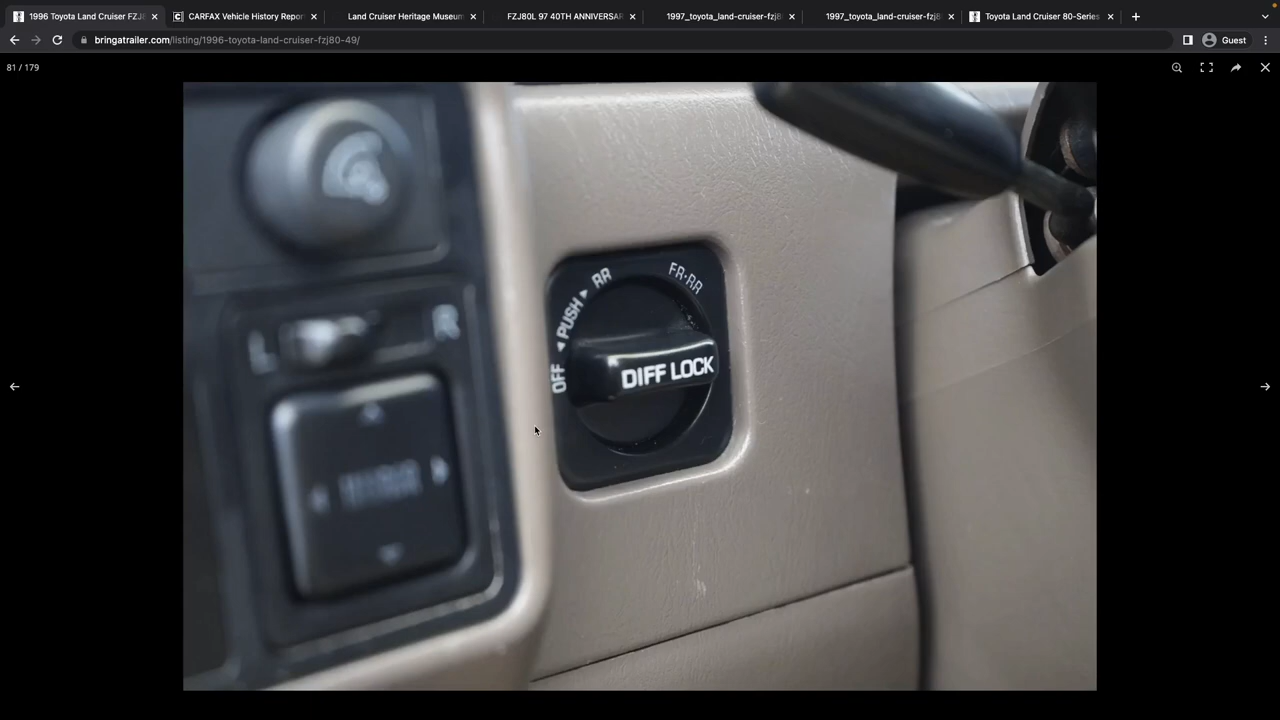 1996 Toyota Land Cruiser FZJ
CARFAX Vehicle History Repor
Land Cruiser Heritage Museum
FZJ80L 97 40TH ANNIVERSAR
1997_toyota_land-cruiser-fzj8
1997_toyota_land-cruiser-fzj8
Toyota Land Cruiser 80-Series
bringatrailer.com/listing/1996-toyota-land-cruiser-fzj80-49/
Guest
81 / 179
OFF ◄PUSH► RR
FR·RR
DIFF LOCK
L
R